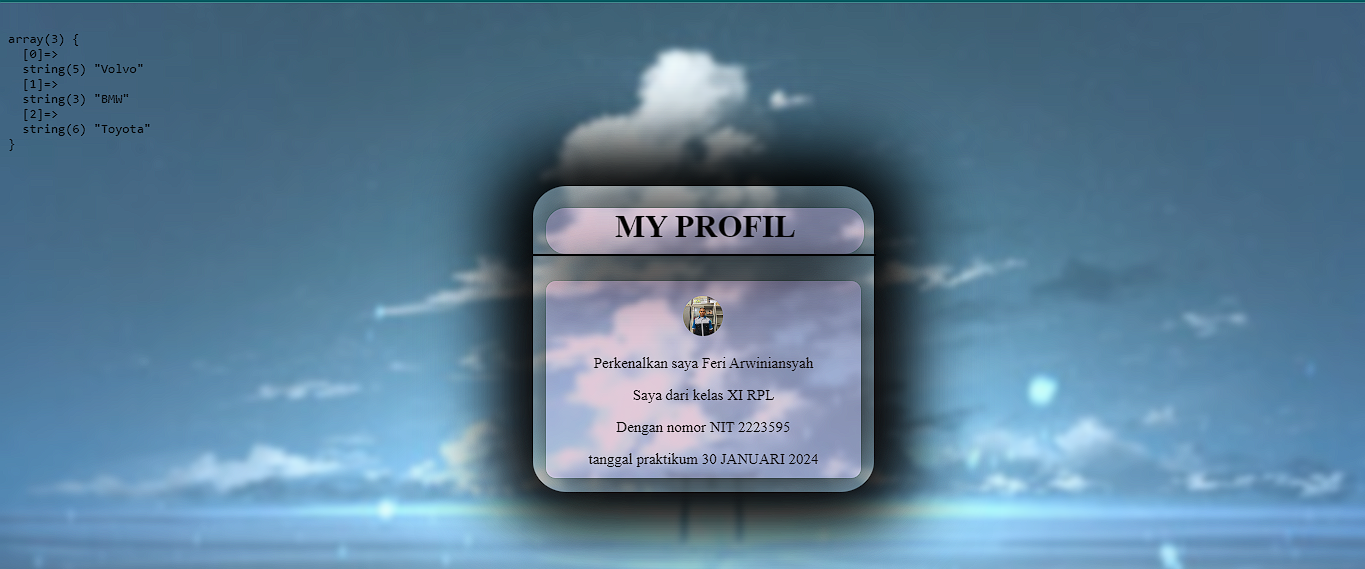 array(3) {
  [0]=>
  string(5) "Volvo"
  [1]=>
  string(3) "BMW"
  [2]=>
  string(6) "Toyota"
}
MY PROFIL
Perkenalkan saya Feri Arwiniansyah
Saya dari kelas XI RPL
Dengan nomor NIT 2223595
tanggal praktikum 30 JANUARI 2024